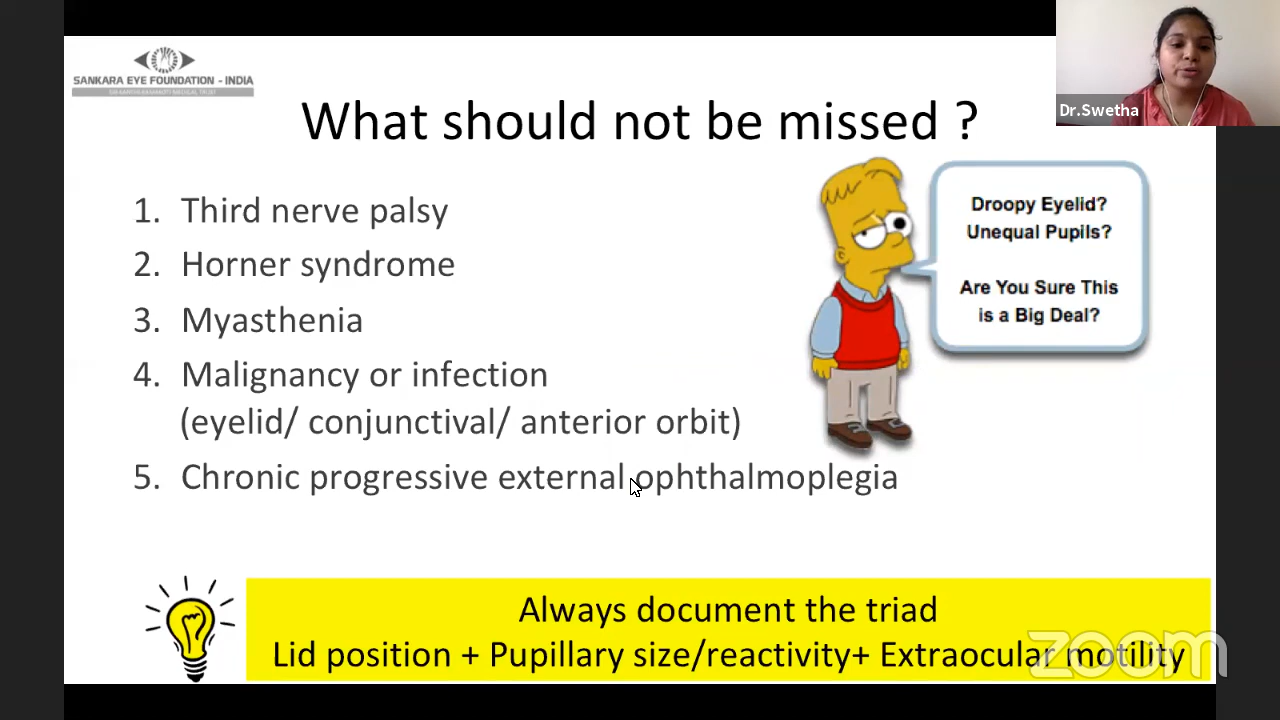 SANKARA EYE FOUNDATION - INDIA
Dr.Swetha
What should not be missed ?
1. Third nerve palsy
2. Horner syndrome
3. Myasthenia
4. Malignancy or infection
(eyelid/ conjunctival/ anterior orbit)
5. Chronic progressive external ophthalmoplegia
Droopy Eyelid?
Unequal Pupils?
Are You Sure This
is a Big Deal?
Always document the triad
Lid position + Pupillary size/reactivity+ Extraocular motility
zoom